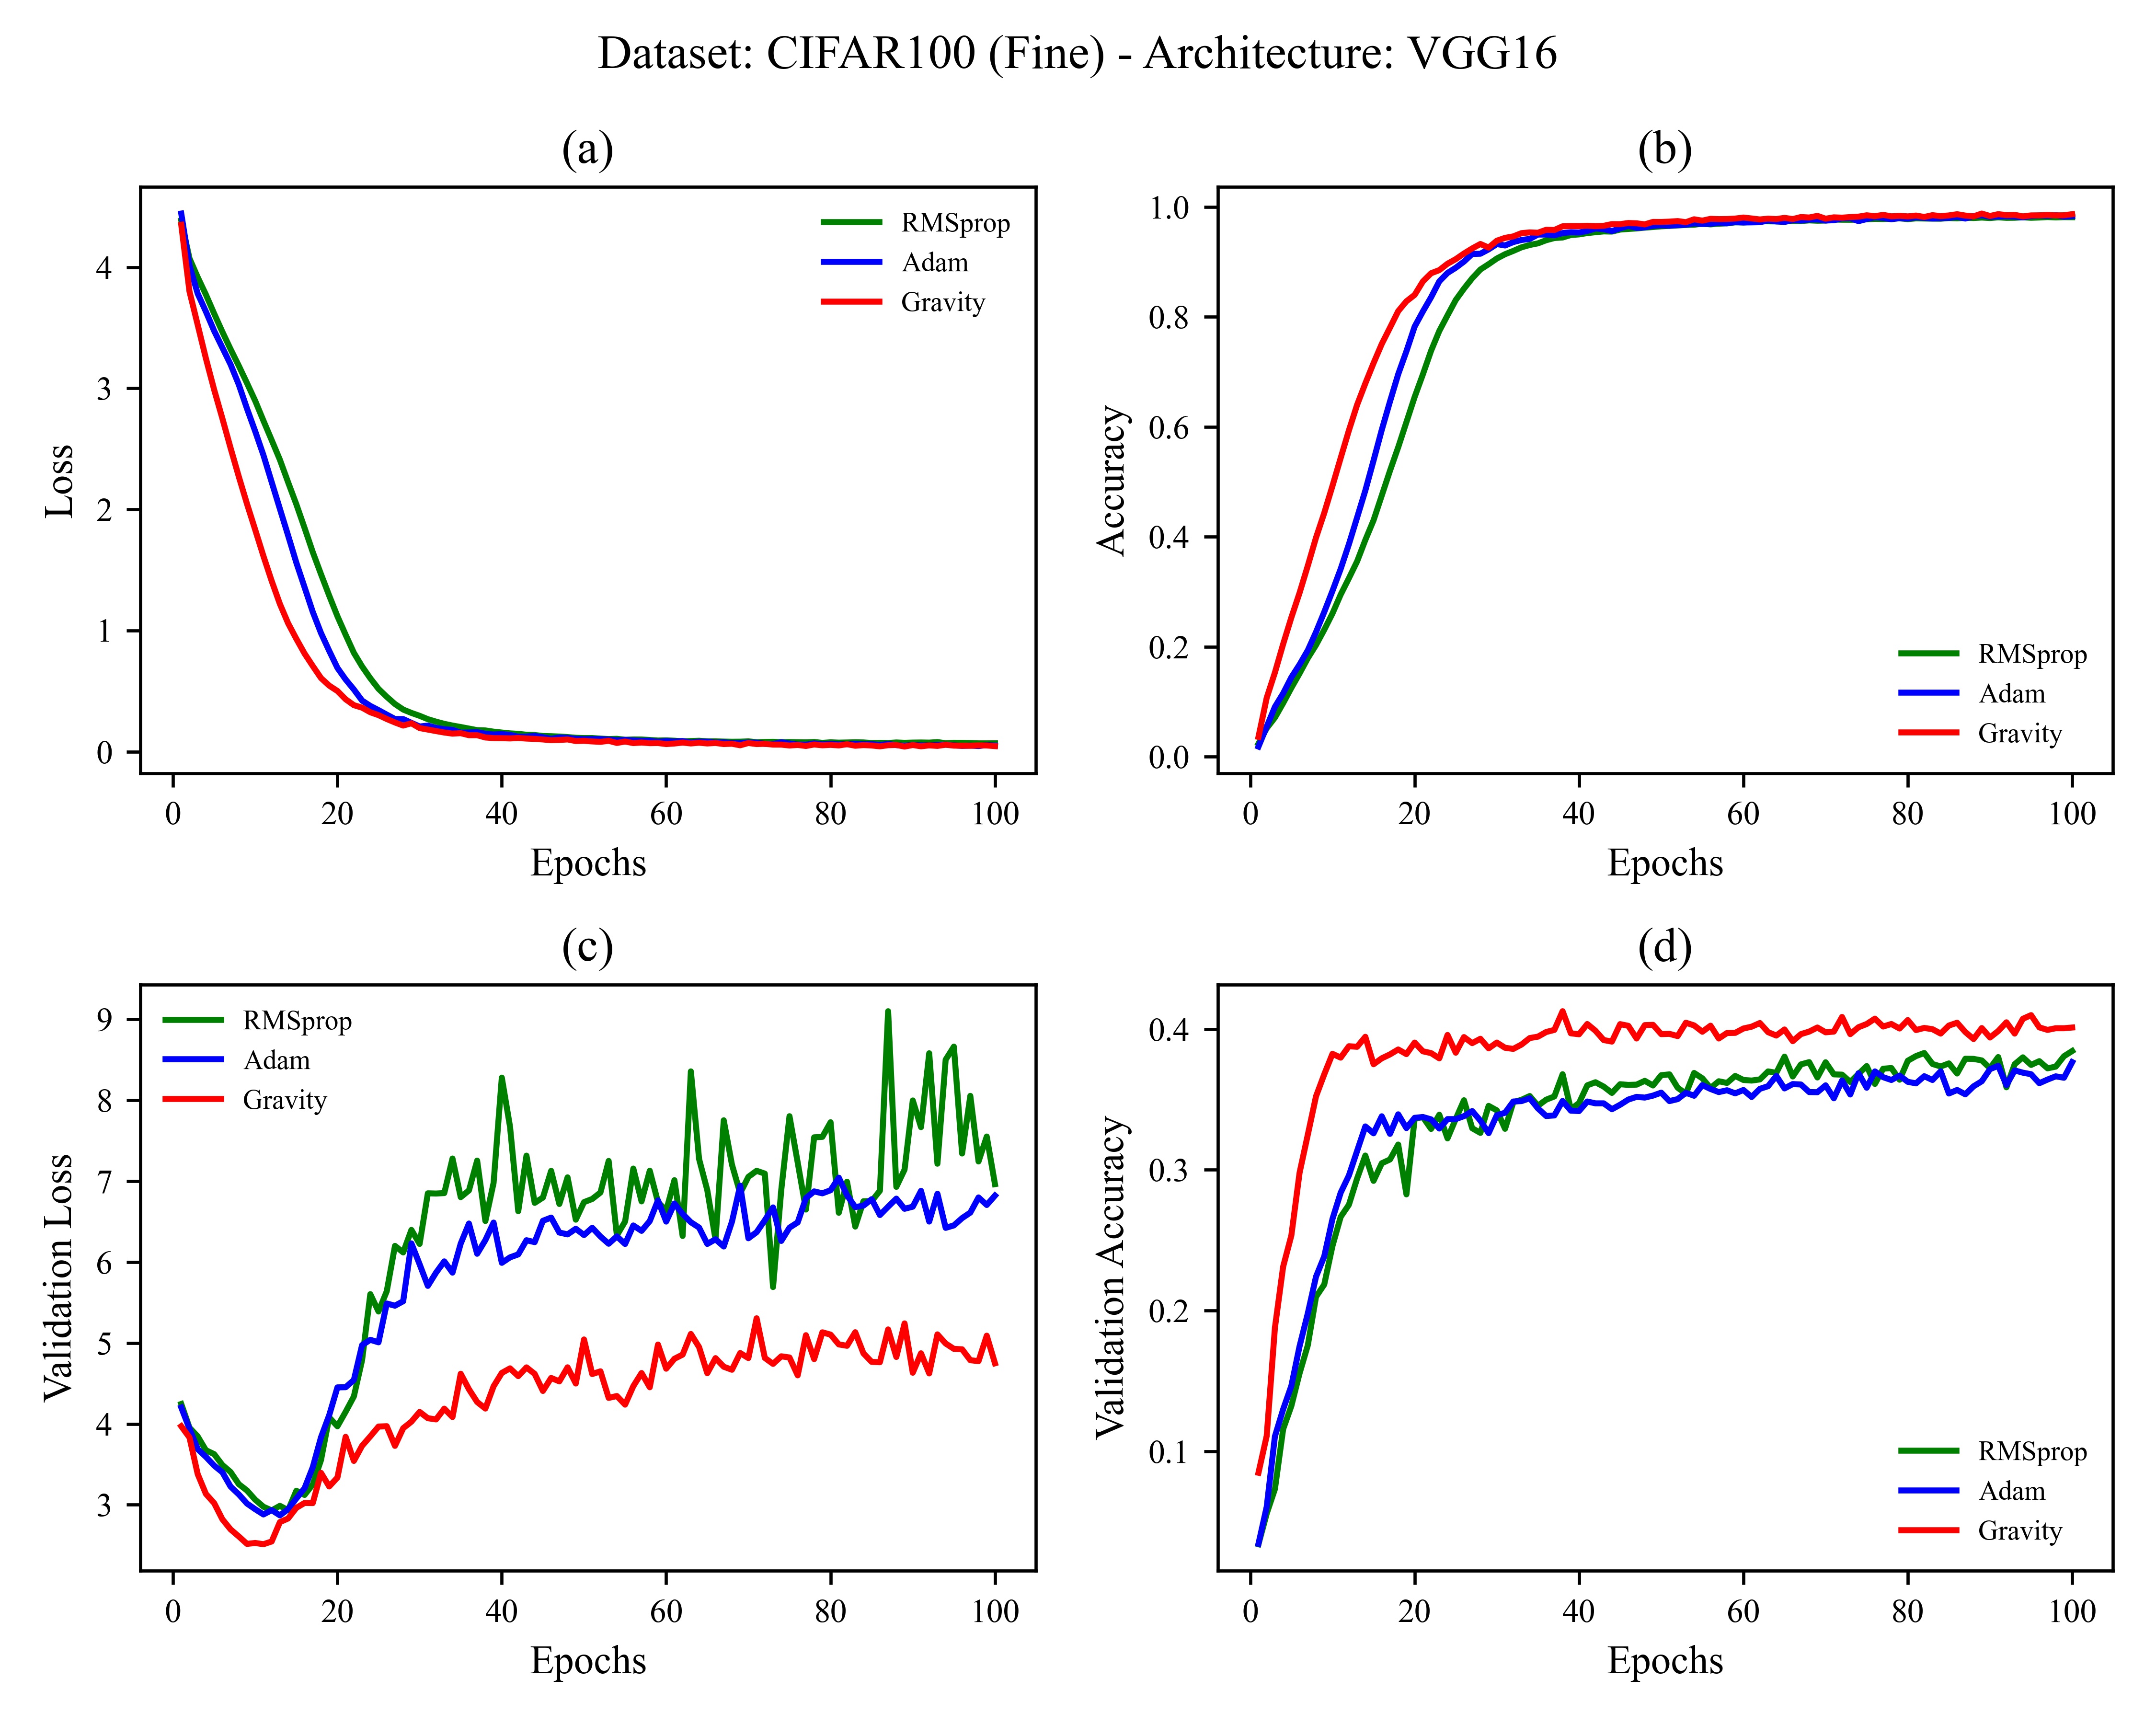 Dataset: CIFAR100 (Fine) - Architecture: VGG16
(a)
RMSprop
Adam
Gravity
4
3
2
1
0
Loss
0 20 40 60 80 100
Epochs
(b)
1.0
0.8
0.6
0.4
0.2
0.0
Accuracy
RMSprop
Adam
Gravity
0 20 40 60 80 100
Epochs
(c)
RMSprop
Adam
Gravity
9
8
7
6
5
4
3
Validation Loss
0 20 40 60 80 100
Epochs
(d)
0.4
0.3
0.2
0.1
Validation Accuracy
RMSprop
Adam
Gravity
0 20 40 60 80 100
Epochs